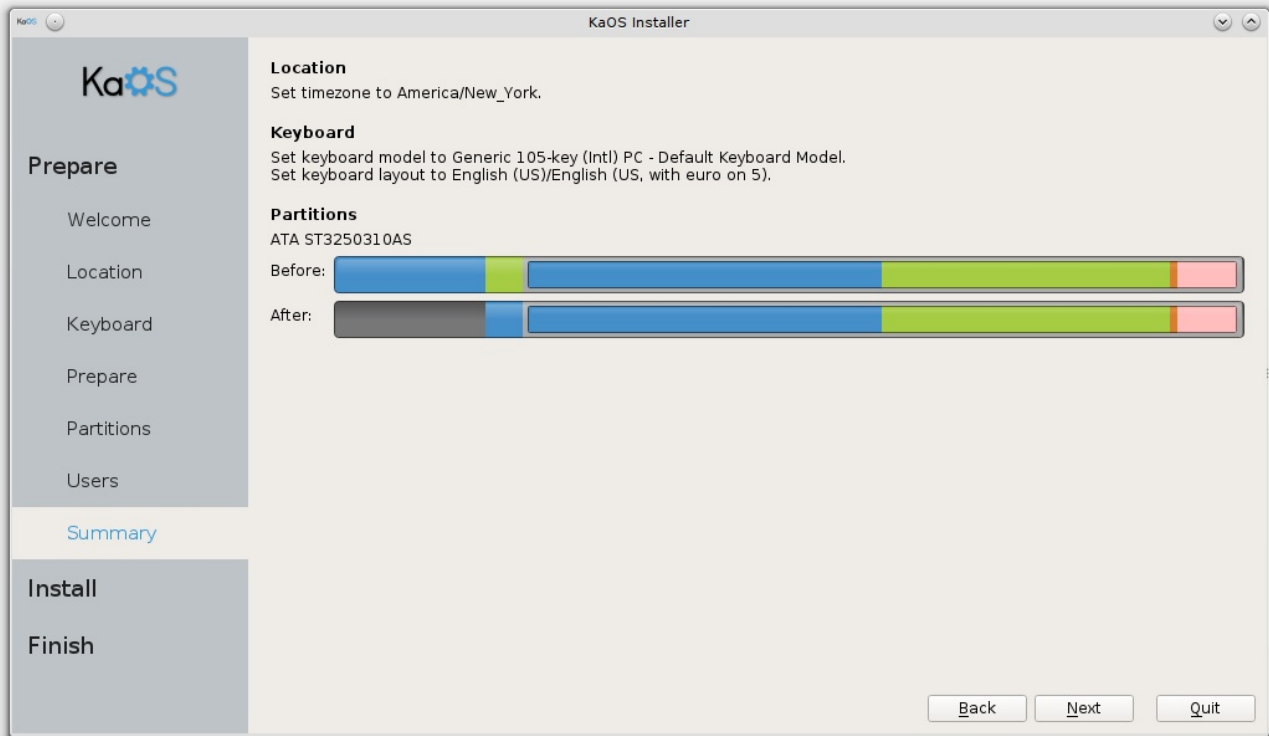 KaOS
KaOS Installer
KaOS
Prepare
Welcome
Location
Keyboard
Prepare
Partitions
Users
Summary
Install
Finish
Location
Set timezone to America/New_York.
Keyboard
Set keyboard model to Generic 105-key (Intl) PC - Default Keyboard Model.
Set keyboard layout to English (US)/English (US, with euro on 5).
Partitions
ATA ST3250310AS
Before:
After:
Back Next Quit